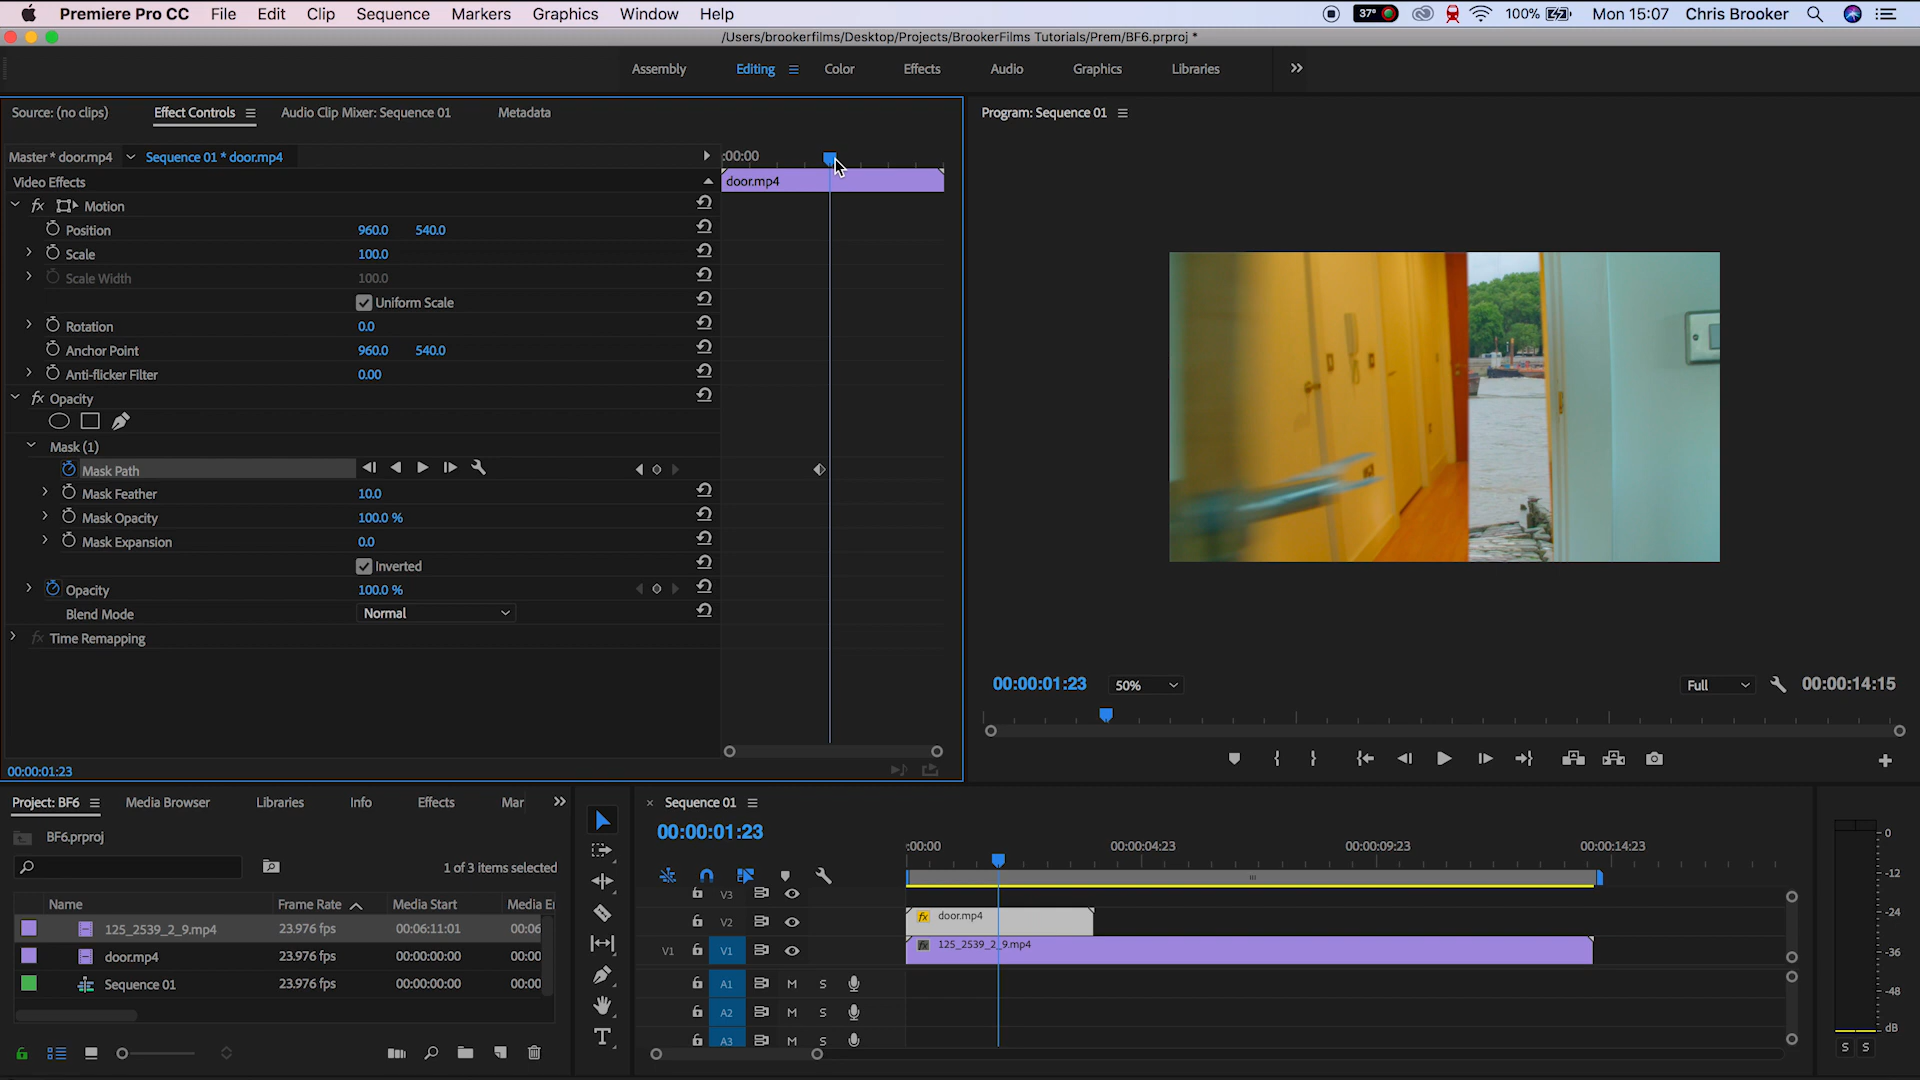 Premiere Pro CC File Edit Clip Sequence Markers Graphics Window Help 37° 100% Mon 15:07 Chris Brooker
/Users/brookerfilms/Desktop/Projects/BrookerFilms Tutorials/Prem/BF6.prproj *
Assembly Editing Color Effects Audio Graphics Libraries
Source: (no clips) Effect Controls Audio Clip Mixer: Sequence 01 Metadata
Program: Sequence 01
Master * door.mp4 Sequence 01 * door.mp4 :00:00
Video Effects door.mp4
fx Motion
Position 960.0 540.0
Scale 100.0
Scale Width 100.0
Uniform Scale
Rotation 0.0
Anchor Point 960.0 540.0
Anti-flicker Filter 0.00
fx Opacity
Mask (1)
Mask Path
Mask Feather 10.0
Mask Opacity 100.0 %
Mask Expansion 0.0
Inverted
Opacity 100.0 %
Blend Mode Normal
fx Time Remapping
00:00:01:23
00:00:01:23 50% Full 00:00:14:15
Project: BF6 Media Browser Libraries Info Effects Mar
BF6.prproj
1 of 3 items selected
Name Frame Rate Media Start Media E
125_2539_2_9.mp4 23.976 fps 00:06:11:01 00:06
door.mp4 23.976 fps 00:00:00:00 00:00
Sequence 01 23.976 fps 00:00:00:00 00:00
T
Sequence 01
00:00:01:23
:00:00 00:00:04:23 00:00:09:23 00:00:14:23
V3
V2 fx door.mp4
V1 V1 fx 125_2539_2_9.mp4
A1 M S
A2 M S
A3 M S
0
-12
-24
-36
-48
dB
S S